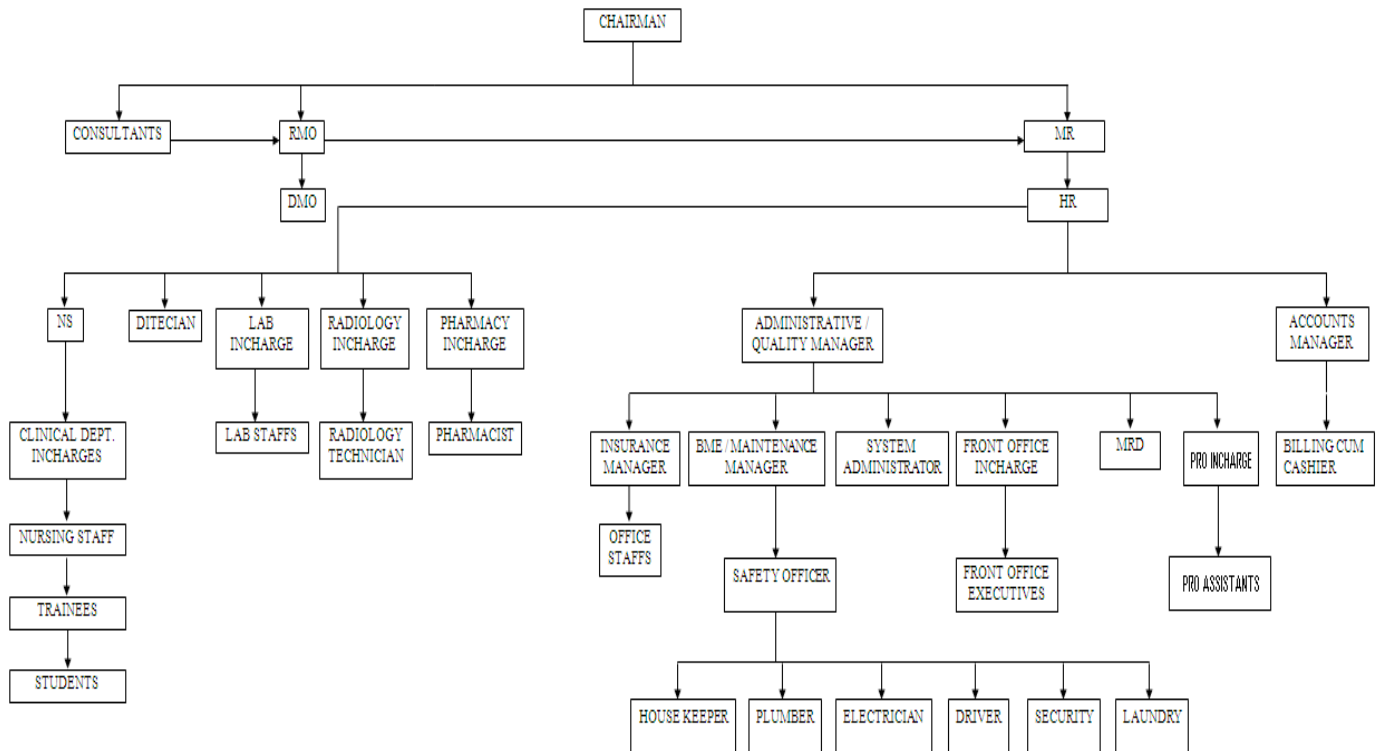 CHAIRMAN
CONSULTANTS
RMO
MR
DMO
HR
NS
DITECIAN
LAB
INCHARGE
RADIOLOGY
INCHARGE
PHARMACY
INCHARGE
ADMINISTRATIVE /
QUALITY MANAGER
ACCOUNTS
MANAGER
CLINICAL DEPT.
INCHARGES
LAB STAFFS
RADIOLOGY
TECHNICIAN
PHARMACIST
INSURANCE
MANAGER
BME / MAINTENANCE
MANAGER
SYSTEM
ADMINISTRATOR
FRONT OFFICE
INCHARGE
MRD
PRO INCHARGE
BILLING CUM
CASHIER
NURSING STAFF
OFFICE
STAFFS
SAFETY OFFICER
FRONT OFFICE
EXECUTIVES
PRO ASSISTANTS
TRAINEES
STUDENTS
HOUSE KEEPER
PLUMBER
ELECTRICIAN
DRIVER
SECURITY
LAUNDRY